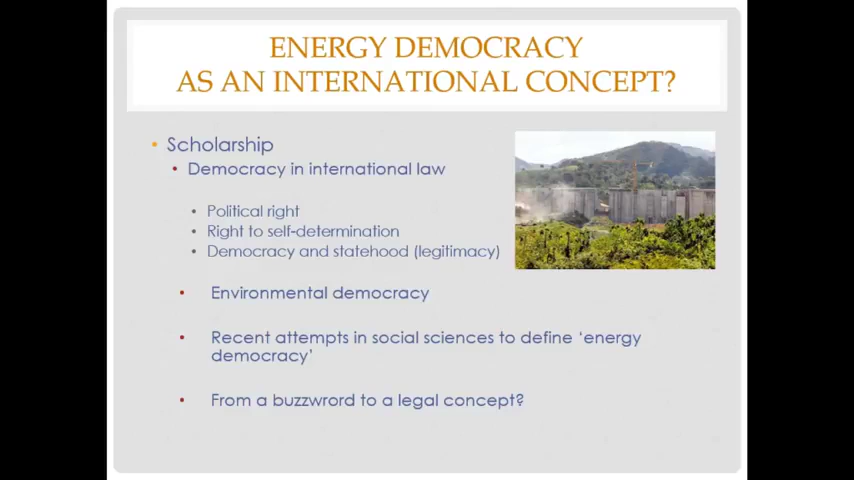 ENERGY DEMOCRACY
AS AN INTERNATIONAL CONCEPT?
• Scholarship
• Democracy in international law
• Political right
• Right to self-determination
• Democracy and statehood (legitimacy)
• Environmental democracy
• Recent attempts in social sciences to define ‘energy
democracy’
• From a buzzwrord to a legal concept?